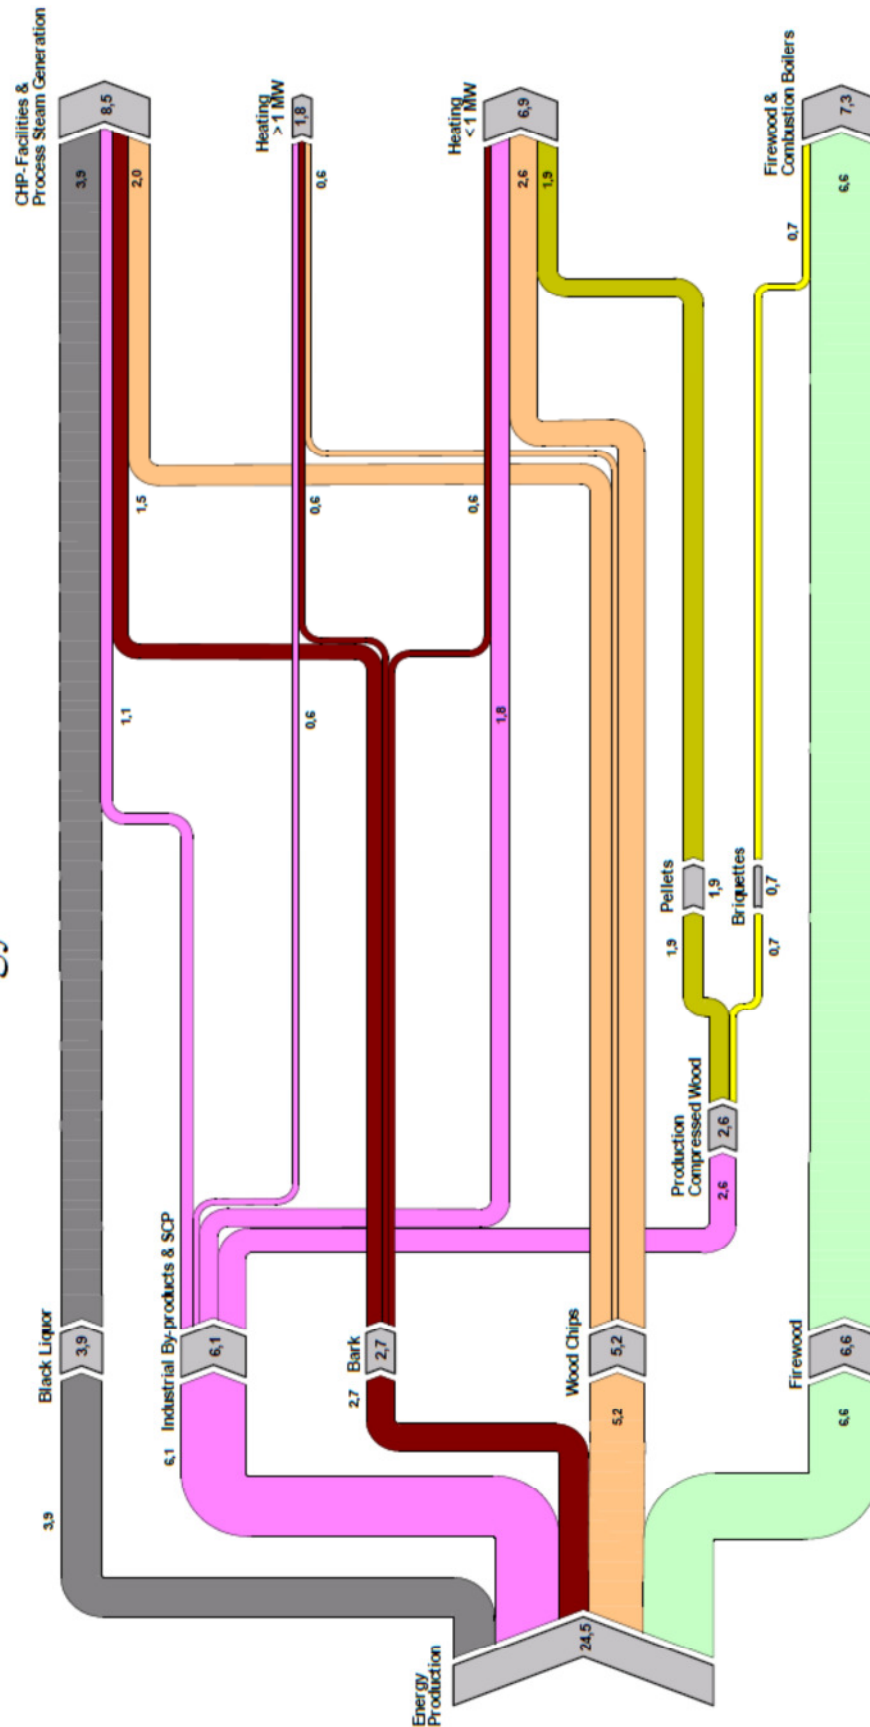 Energy
Production
24,5
3,9
Black Liquor
3,9
3,9
CHP-Facilities &
Process Steam Generation
8,5
6,1
Industrial By-products & SCP
6,1
1,1
1,5
2,0
2,7
Bark
2,7
0,6
0,6
0,6
Heating
> 1 MW
1,8
0,6
1,8
Heating
< 1 MW
6,9
2,6
1,9
5,2
Wood Chips
5,2
Production
Compressed Wood
2,6
2,6
1,9
Pellets
1,9
0,7
Briquettes
0,7
0,7
6,6
Firewood
6,6
6,6
Firewood &
Combustion Boilers
7,3